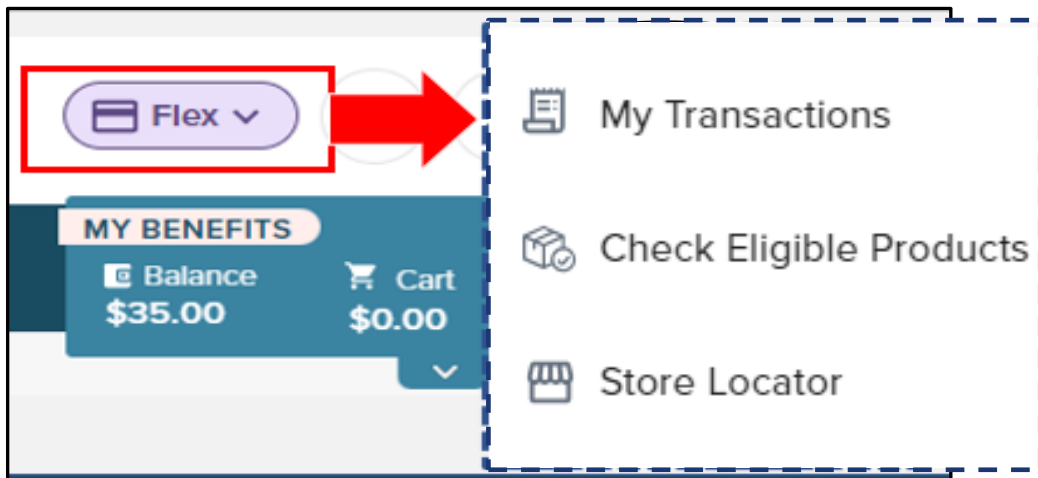 Flex
MY BENEFITS
Balance
Cart
$35.00
$0.00
My Transactions
Check Eligible Products
Store Locator